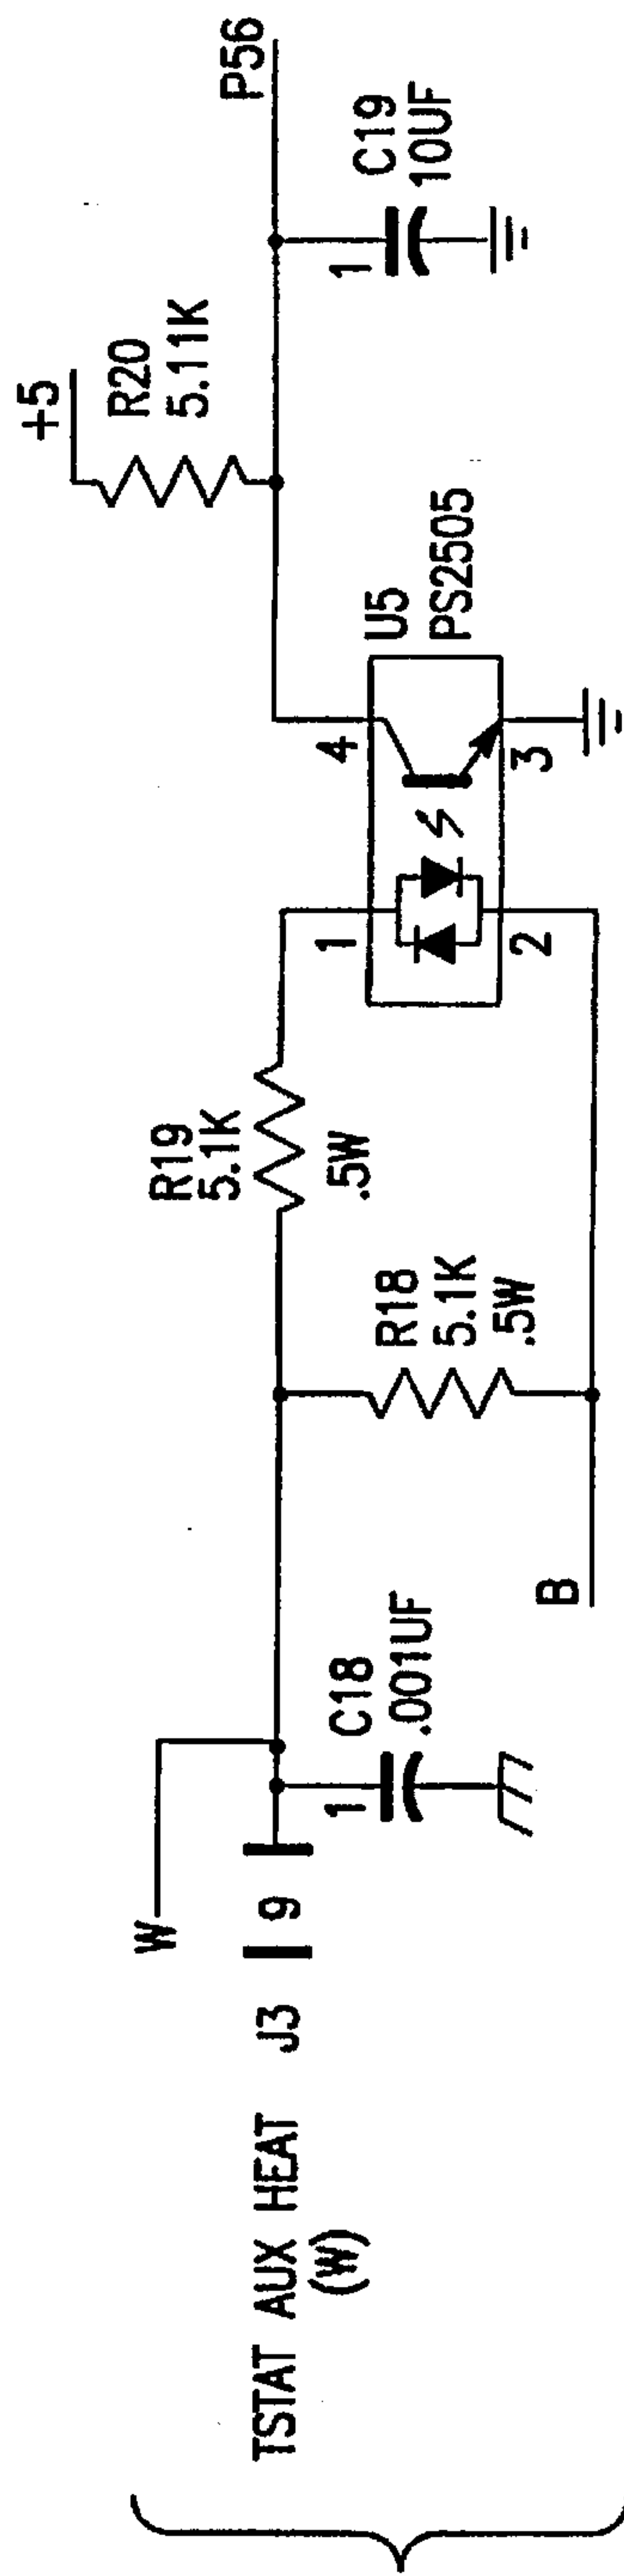 TSTAT AUX HEAT
(W)
J3
9
W
1
C18
.001UF
B
R18
5.1K
.5W
R19
5.1K
.5W
1
2
4
3
U5
PS2505
+5
R20
5.11K
1
C19
10UF
P56